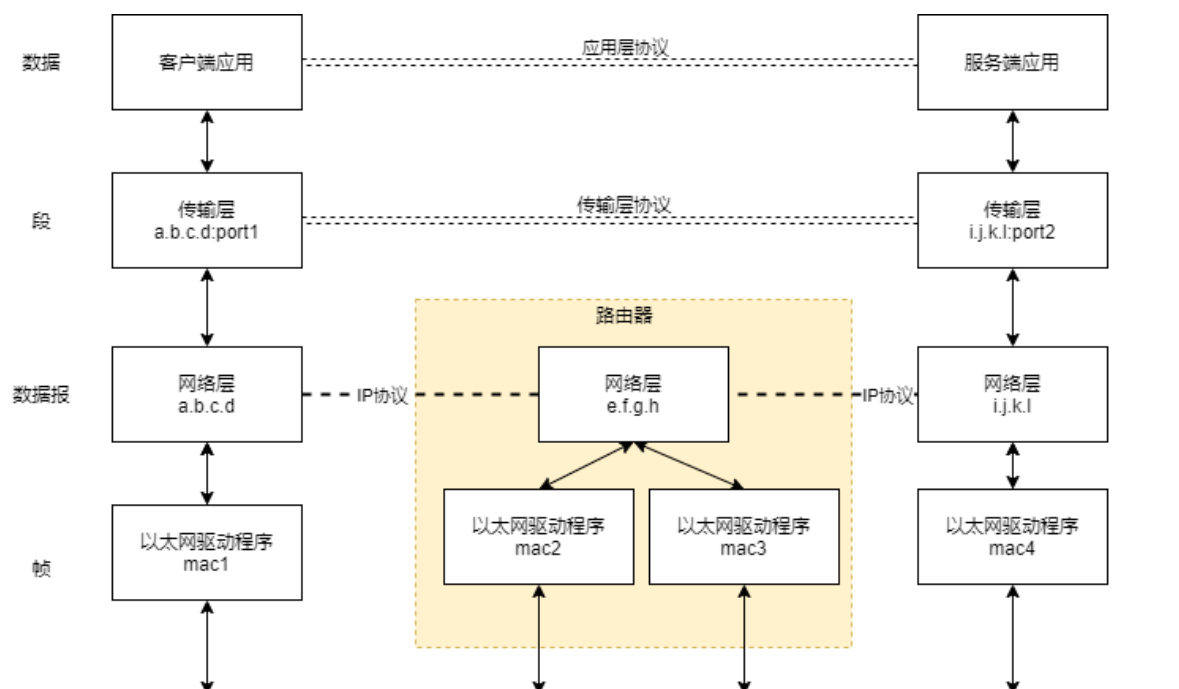 数据
客户端应用
应用层协议
服务端应用
段
传输层
a.b.c.d:port1
传输层协议
传输层
i.j.k.l:port2
路由器
数据报
网络层
a.b.c.d
IP协议
网络层
e.f.g.h
IP协议
网络层
i.j.k.l
帧
以太网驱动程序
mac1
以太网驱动程序
mac2
以太网驱动程序
mac3
以太网驱动程序
mac4